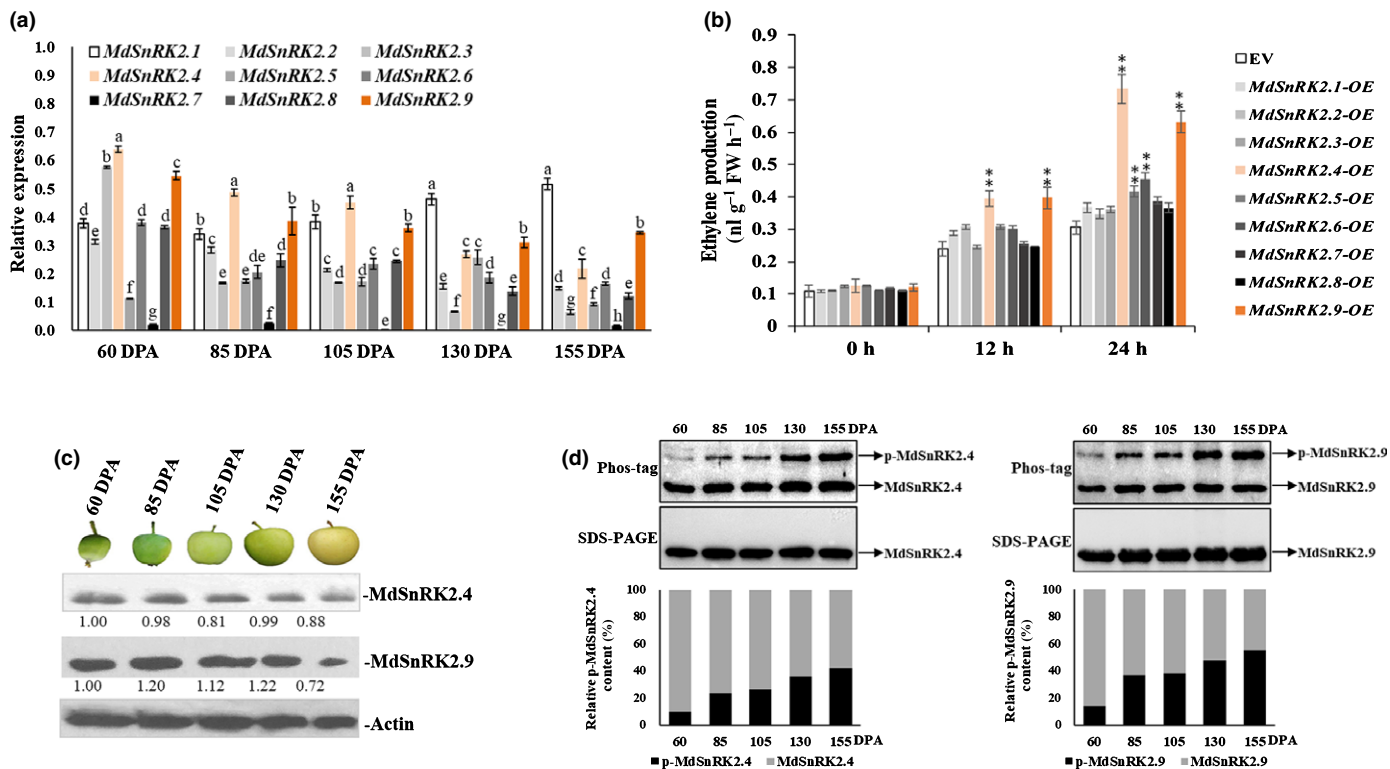 (a)
MdSnRK2.1 MdSnRK2.2 MdSnRK2.3
MdSnRK2.4 MdSnRK2.5 MdSnRK2.6
MdSnRK2.7 MdSnRK2.8 MdSnRK2.9
Relative expression
1.0
0.9
0.8
0.7
0.6
0.5
0.4
0.3
0.2
0.1
0.0
d e b a f d g d c
b c e a e de f c b
b c d a d c e c b
a e f c c d g e b
a d g c f d h e b
60 DPA 85 DPA 105 DPA 130 DPA 155 DPA
(b)
Ethylene production
(nl g⁻¹ FW h⁻¹)
0.9
0.8
0.7
0.6
0.5
0.4
0.3
0.2
0.1
0
** **
** ** ** **
0 h 12 h 24 h
EV
MdSnRK2.1-OE
MdSnRK2.2-OE
MdSnRK2.3-OE
MdSnRK2.4-OE
MdSnRK2.5-OE
MdSnRK2.6-OE
MdSnRK2.7-OE
MdSnRK2.8-OE
MdSnRK2.9-OE
(c)
60 DPA 85 DPA 105 DPA 130 DPA 155 DPA
-MdSnRK2.4
1.00 0.98 0.81 0.99 0.88
-MdSnRK2.9
1.00 1.20 1.12 1.22 0.72
-Actin
(d)
60 85 105 130 155 DPA
Phos-tag
p-MdSnRK2.4
MdSnRK2.4
SDS-PAGE
MdSnRK2.4
Relative p-MdSnRK2.4
content (%)
100
80
60
40
20
0
60 85 105 130 155 DPA
p-MdSnRK2.4 MdSnRK2.4
60 85 105 130 155 DPA
Phos-tag
p-MdSnRK2.9
MdSnRK2.9
SDS-PAGE
MdSnRK2.9
Relative p-MdSnRK2.9
content (%)
100
80
60
40
20
0
60 85 105 130 155 DPA
p-MdSnRK2.9 MdSnRK2.9